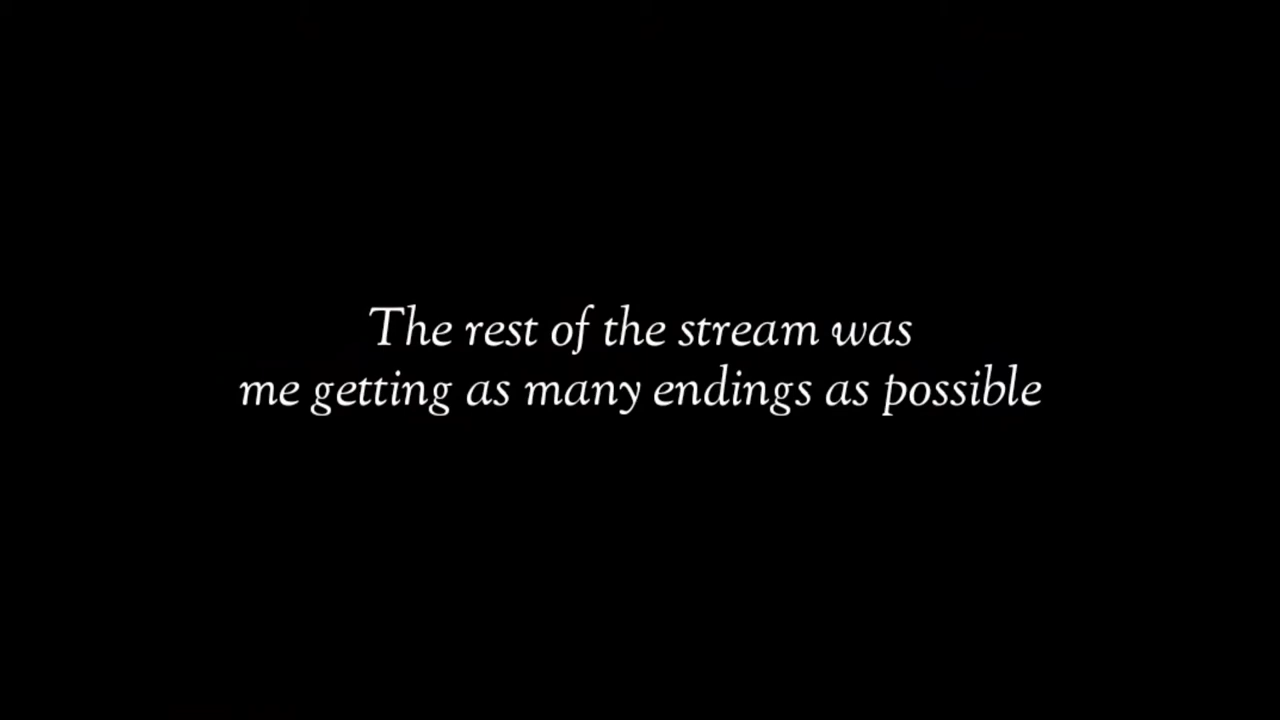 The rest of the stream was
me getting as many endings as possible